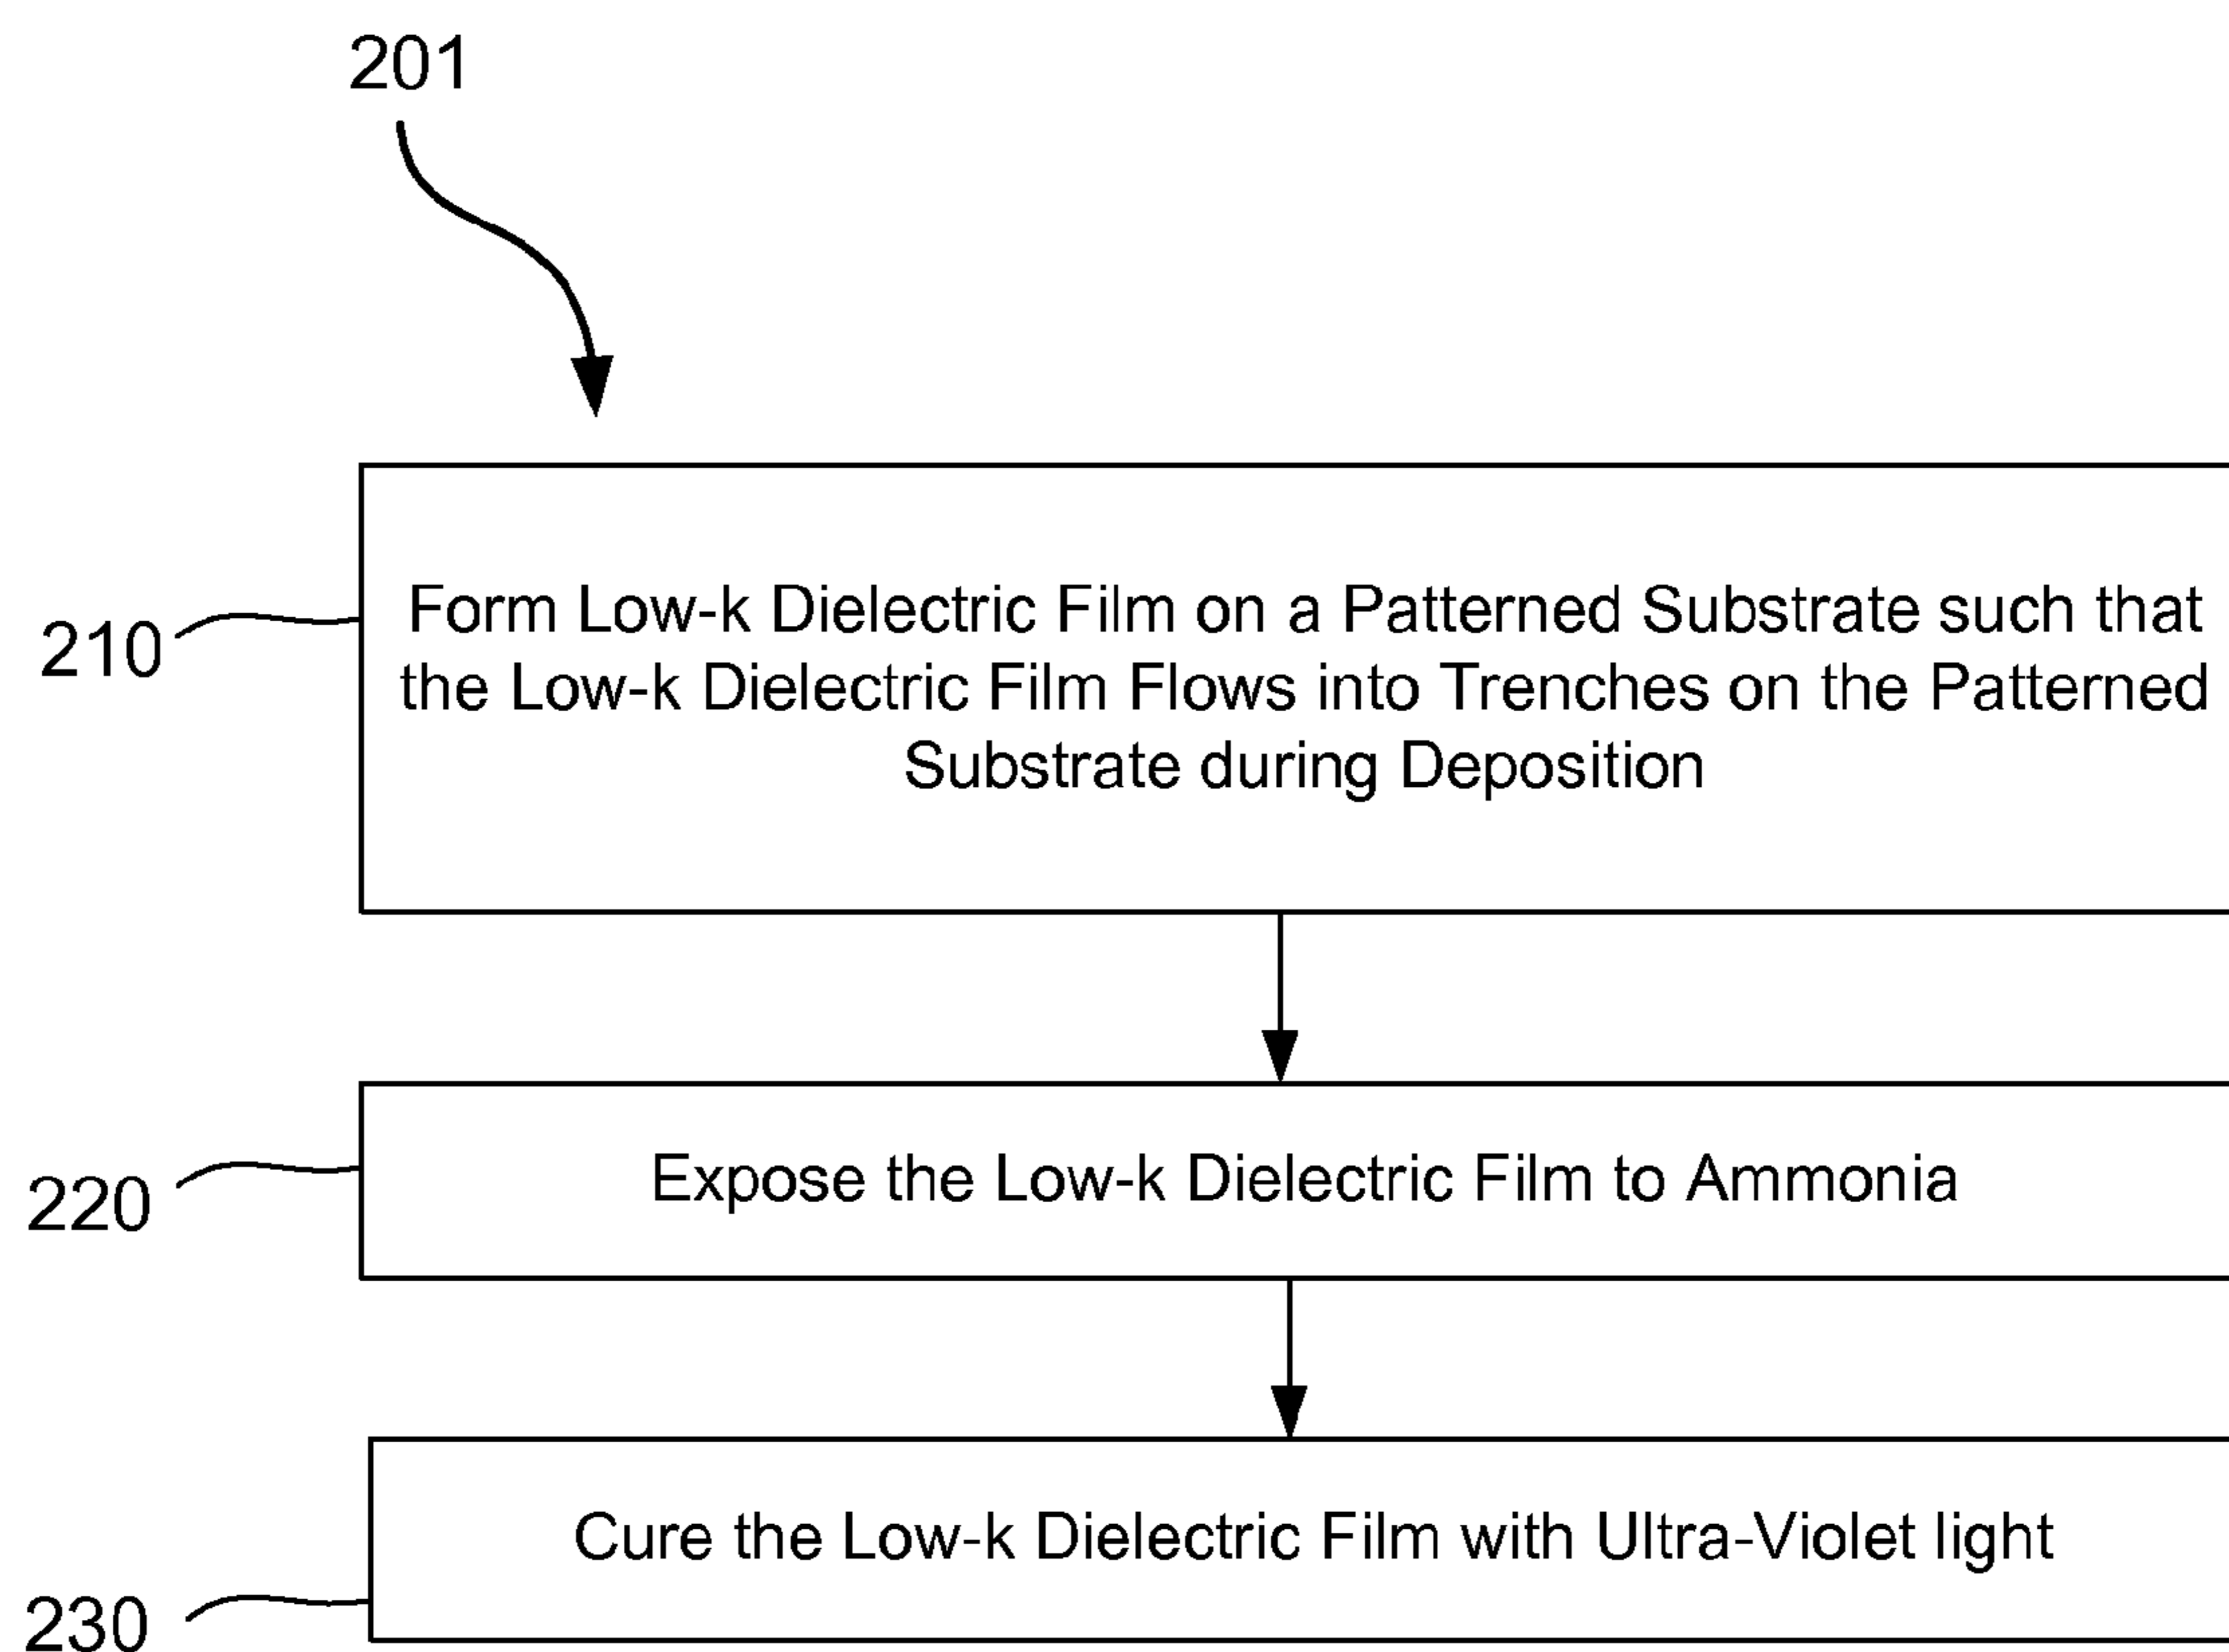 201
210
Form Low-k Dielectric Film on a Patterned Substrate such that
the Low-k Dielectric Film Flows into Trenches on the Patterned
Substrate during Deposition
220
Expose the Low-k Dielectric Film to Ammonia
230
Cure the Low-k Dielectric Film with Ultra-Violet light